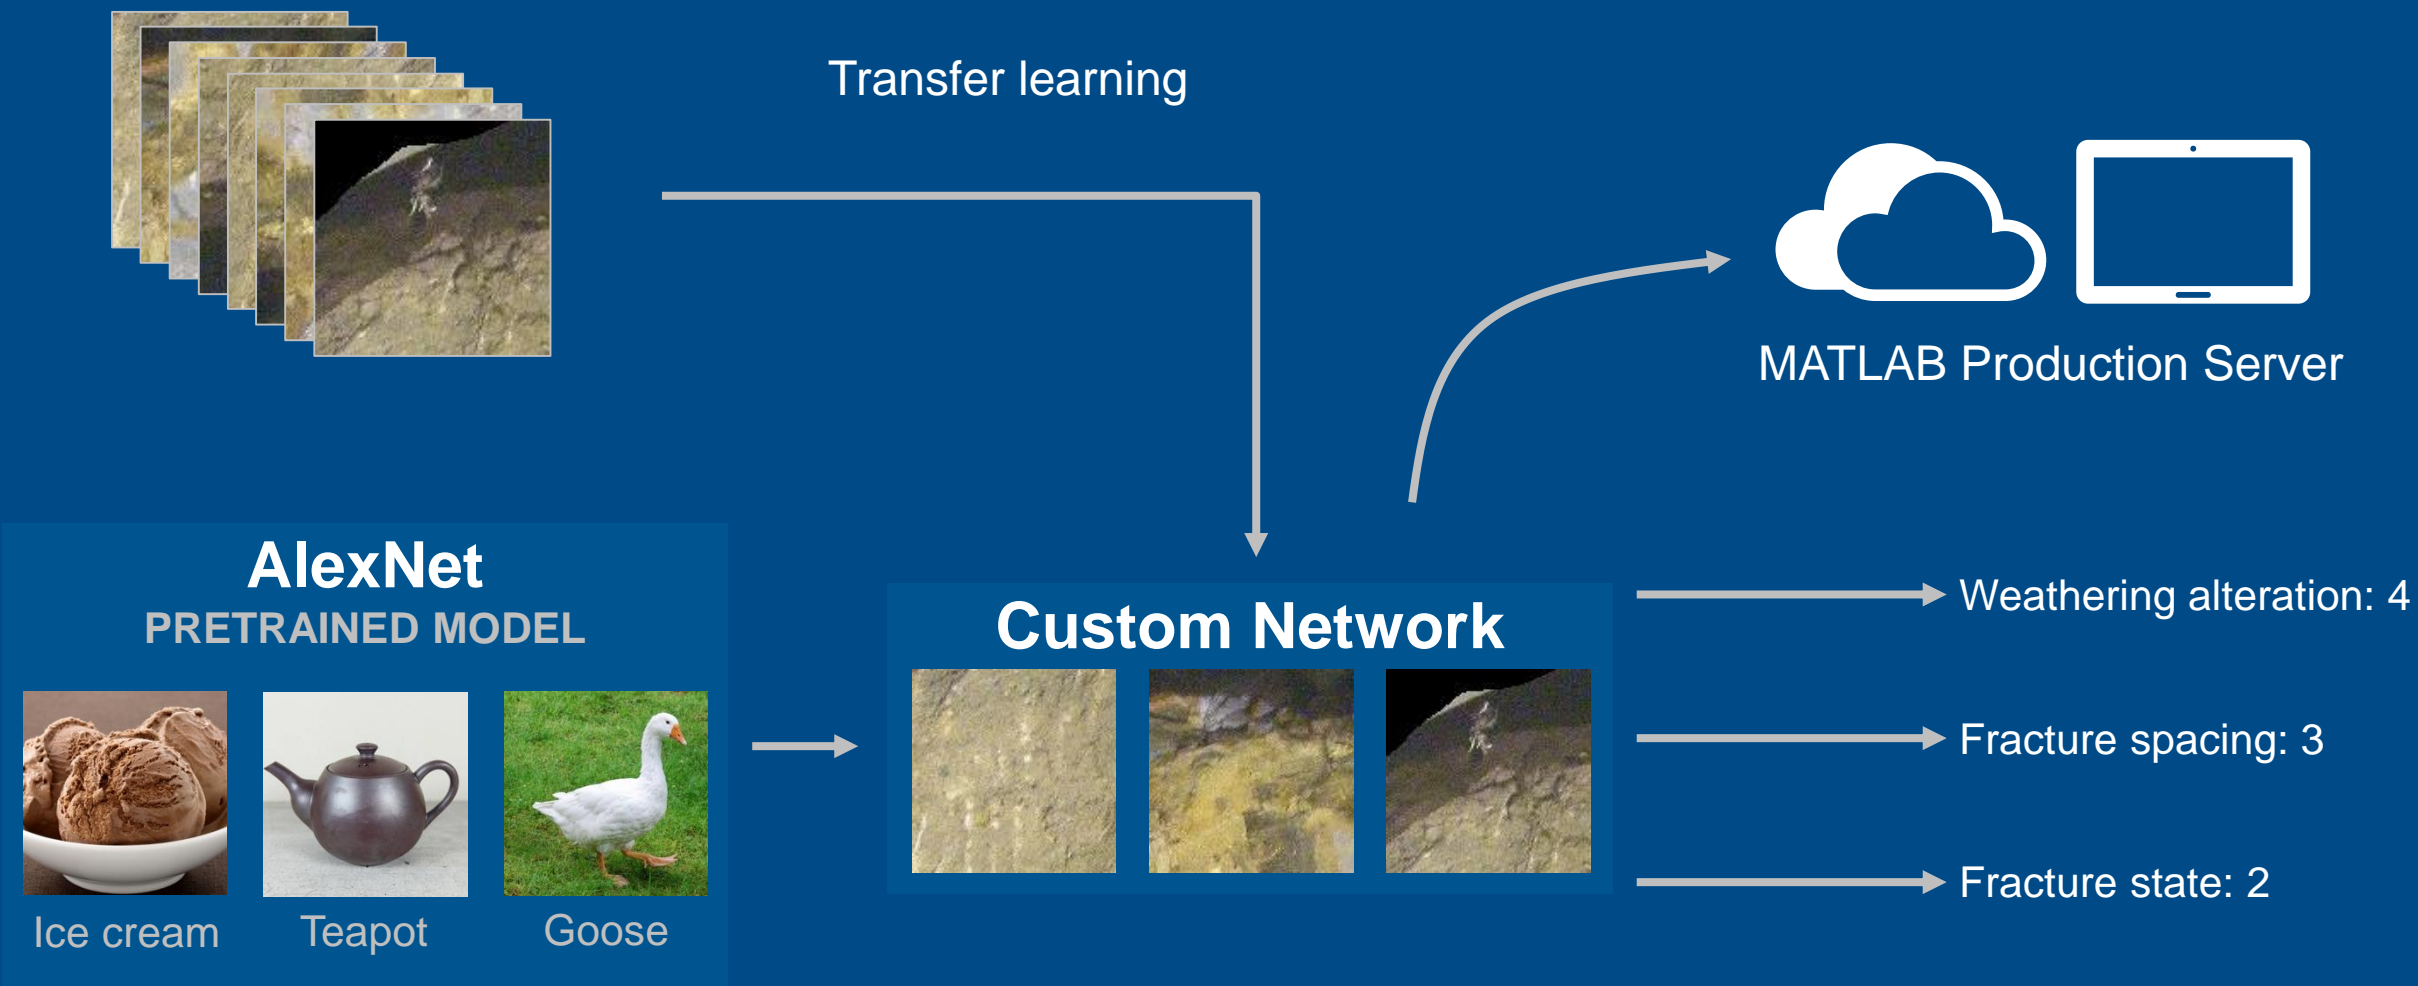 Transfer learning
MATLAB Production Server
AlexNet
PRETRAINED MODEL
Ice cream
Teapot
Goose
Custom Network
Weathering alteration: 4
Fracture spacing: 3
Fracture state: 2